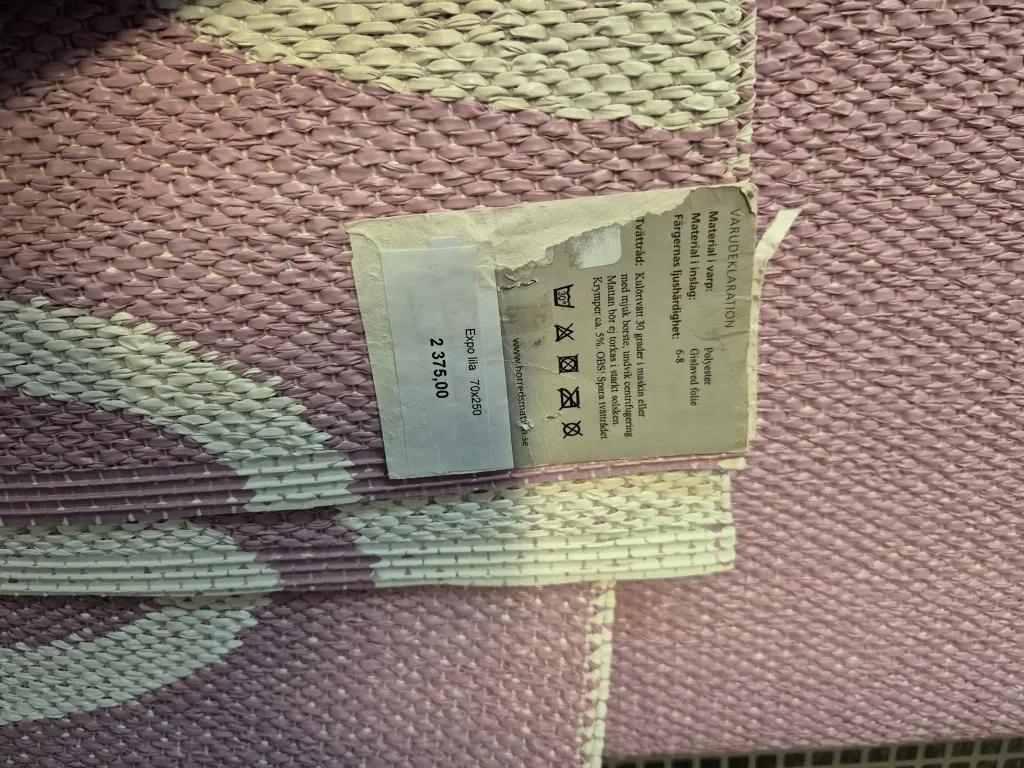 VARUDEKLARATION
Material i varp: Polyester
Material i inslag: Gislaved folie
Färgernas ljushärdighet: 6-8
Tvättråd: Kulörtvätt 30 grader i maskin eller
med mjuk borste, undvik centrifugering
Mattan bör ej torkas i starkt solsken
Krymper ca. 5%. OBS! Spara tvättrådet
30°
www.horredsmattan.se
Expo lila 70x250
2 375,00